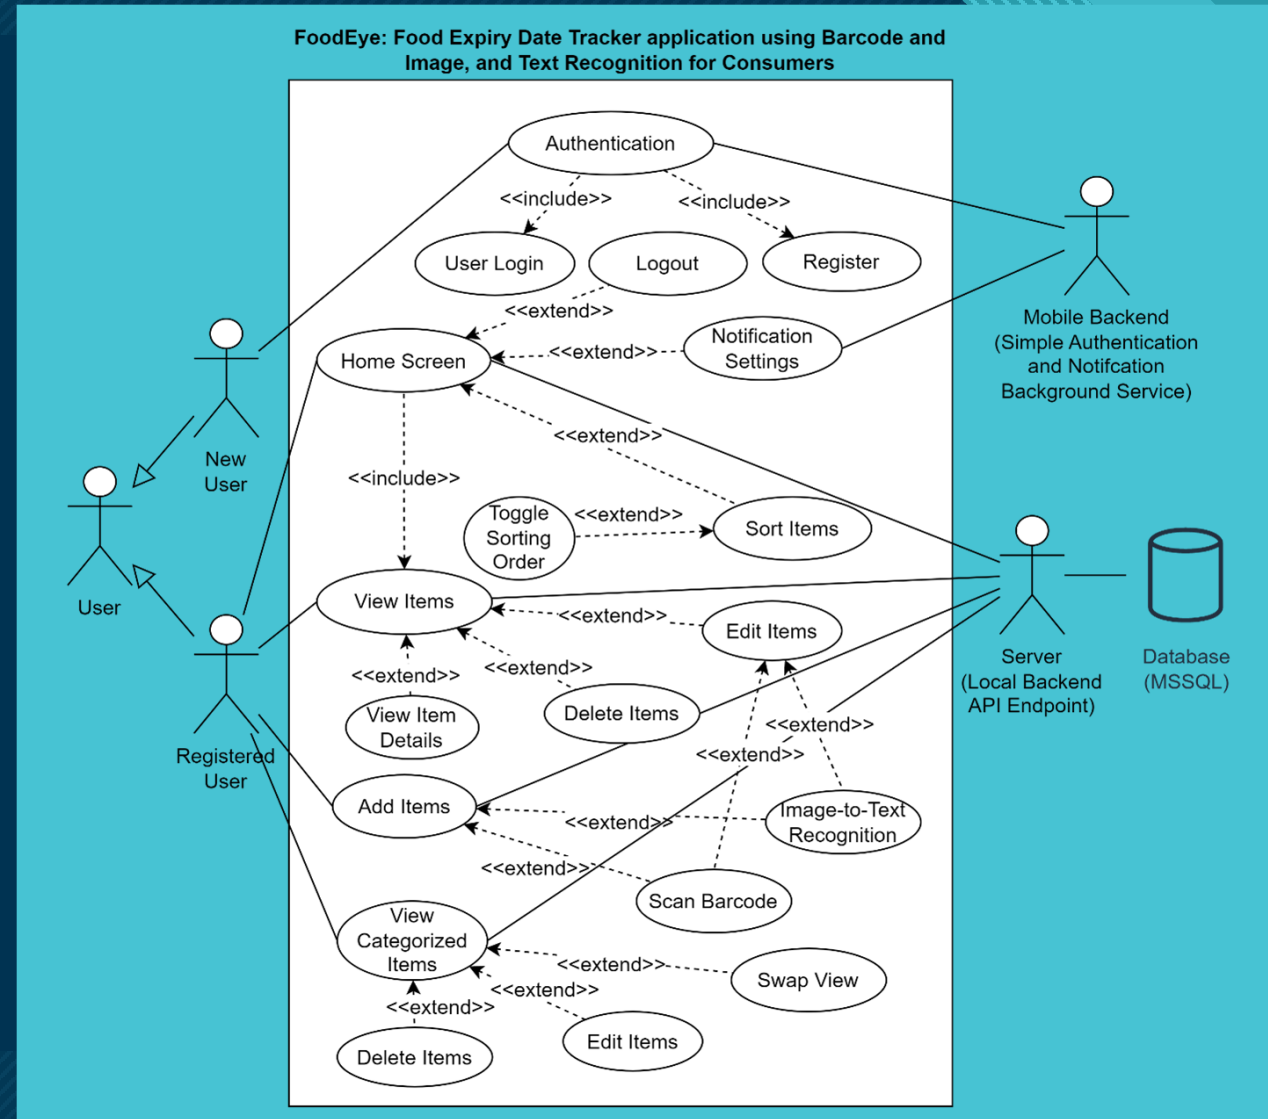 FoodEye: Food Expiry Date Tracker application using Barcode and
Image, and Text Recognition for Consumers
Authentication
<<include>>
<<include>>
User Login
Logout
Register
<<extend>>
Home Screen
<<extend>>
Notification
Settings
Mobile Backend
(Simple Authentication
and Notifcation
Background Service)
New
User
<<extend>>
<<include>>
Toggle
Sorting
Order
<<extend>>
Sort Items
User
View Items
<<extend>>
Edit Items
Server
(Local Backend
API Endpoint)
Database
(MSSQL)
<<extend>>
<<extend>>
View Item
Details
Delete Items
<<extend>>
<<extend>>
Registered
User
Add Items
<<extend>>
Image-to-Text
Recognition
<<extend>>
Scan Barcode
View
Categorized
Items
<<extend>>
Swap View
<<extend>>
<<extend>>
Edit Items
Delete Items